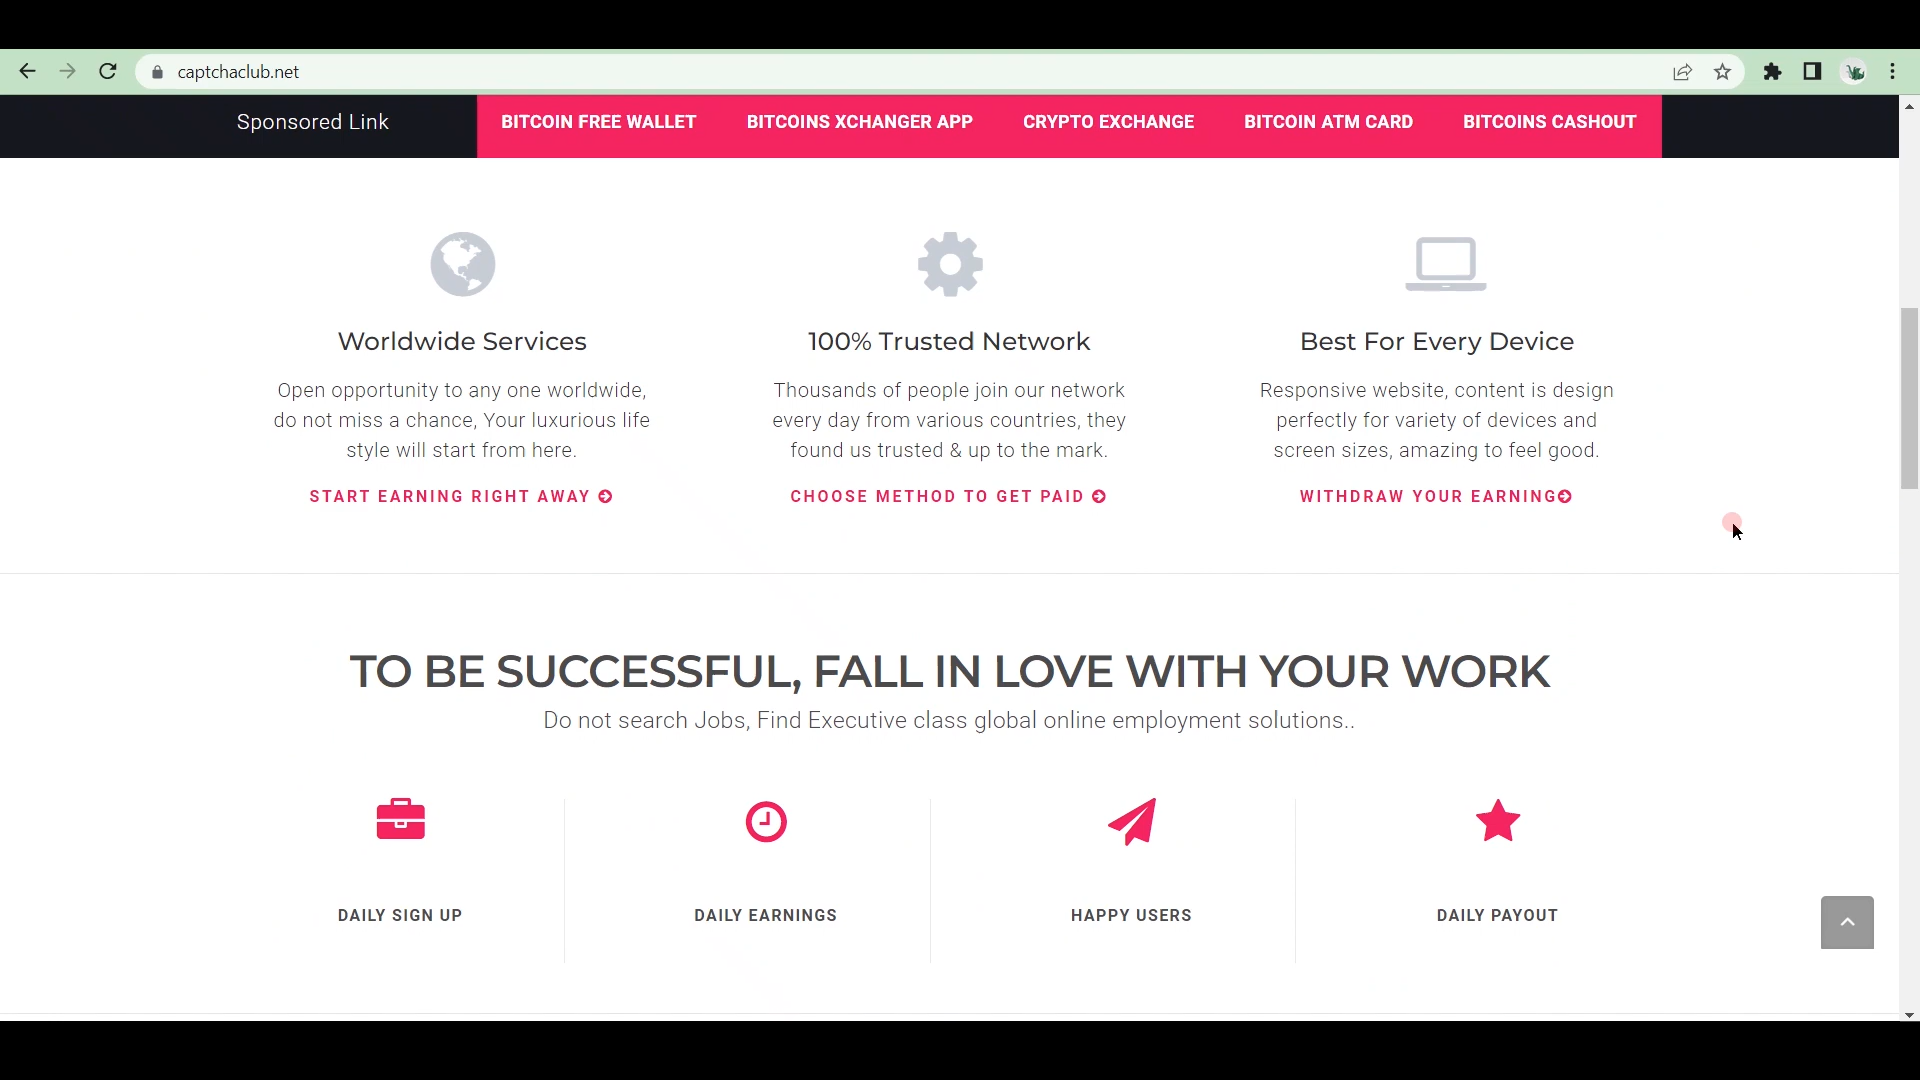 captchaclub.net
Sponsored Link
BITCOIN FREE WALLET
BITCOINS XCHANGER APP
CRYPTO EXCHANGE
BITCOIN ATM CARD
BITCOINS CASHOUT
Worldwide Services
Open opportunity to any one worldwide,
do not miss a chance, Your luxurious life
style will start from here.
START EARNING RIGHT AWAY
100% Trusted Network
Thousands of people join our network
every day from various countries, they
found us trusted & up to the mark.
CHOOSE METHOD TO GET PAID
Best For Every Device
Responsive website, content is design
perfectly for variety of devices and
screen sizes, amazing to feel good.
WITHDRAW YOUR EARNING
TO BE SUCCESSFUL, FALL IN LOVE WITH YOUR WORK
Do not search Jobs, Find Executive class global online employment solutions..
DAILY SIGN UP
DAILY EARNINGS
HAPPY USERS
DAILY PAYOUT